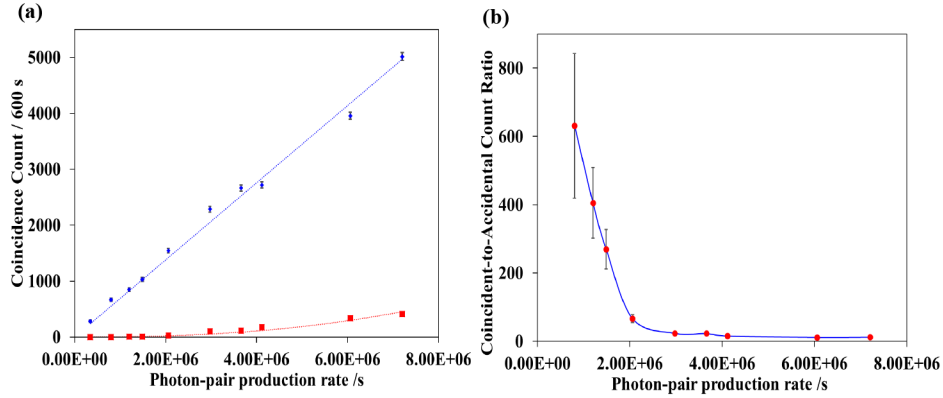 (a)
Coincidence Count / 600 s
5000
4000
3000
2000
1000
0
0.00E+00 2.00E+06 4.00E+06 6.00E+06 8.00E+06
Photon-pair production rate /s
(b)
Coincident-to-Accidental Count Ratio
800
600
400
200
0
0.00E+00 2.00E+06 4.00E+06 6.00E+06 8.00E+06
Photon-pair production rate /s